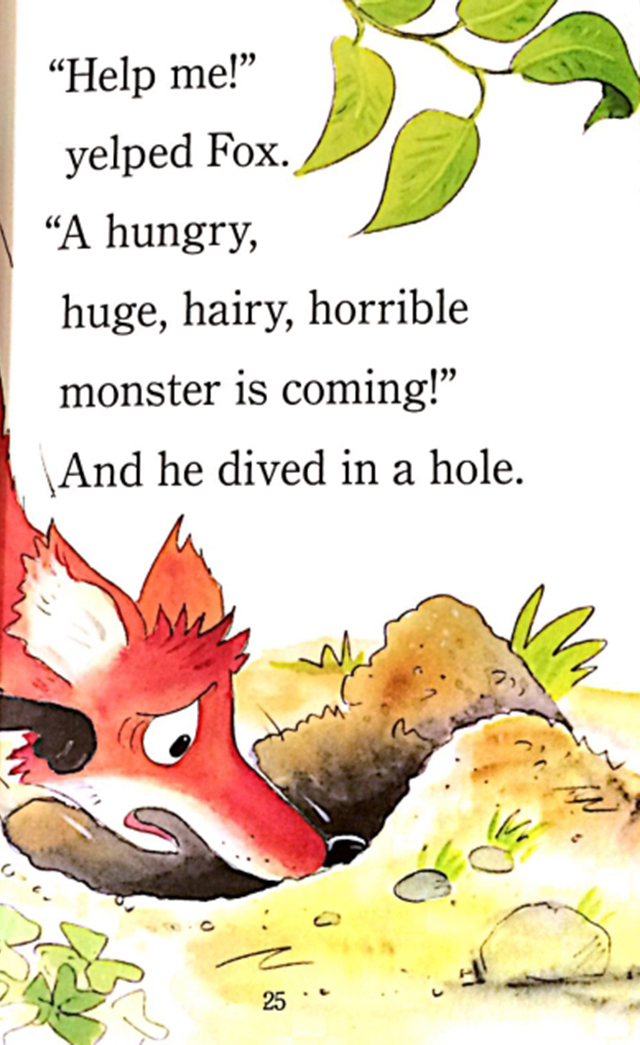 “Help me!”
yelped Fox.
“A hungry,
huge, hairy, horrible
monster is coming!”
And he dived in a hole.
25